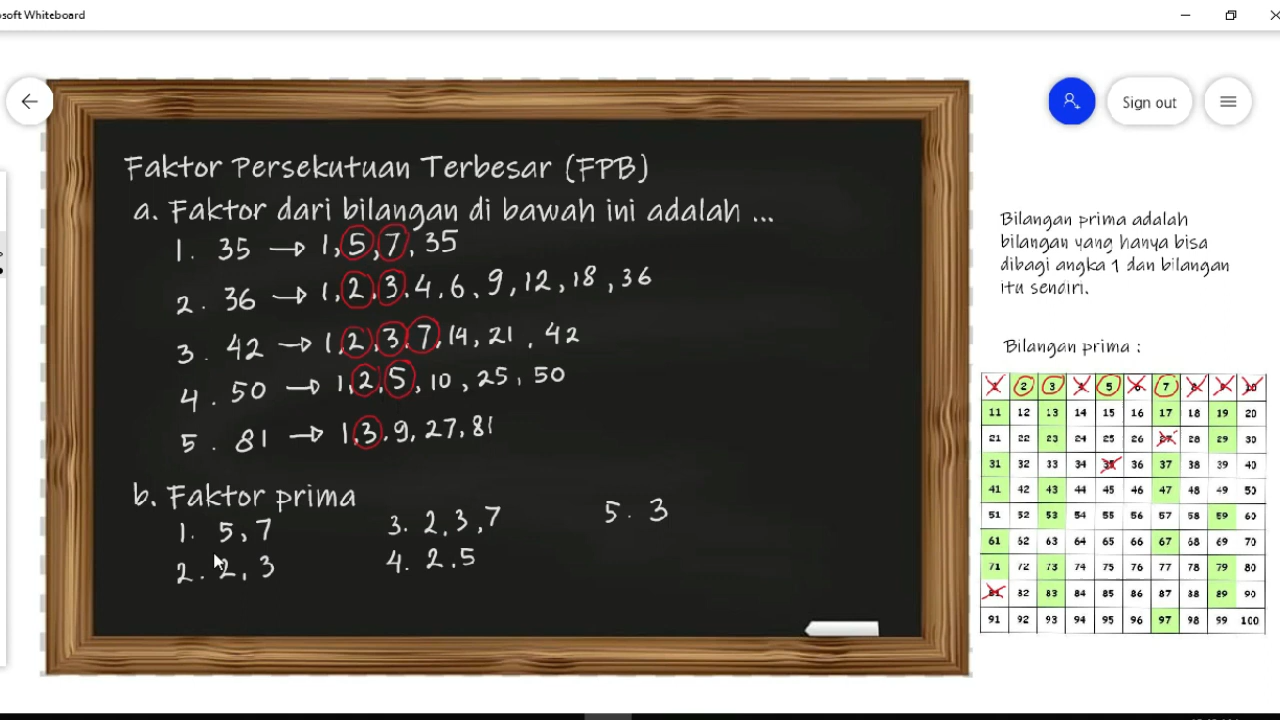 osoft Whiteboard
Sign out
Faktor Persekutuan Terbesar (FPB)
a. Faktor dari bilangan di bawah ini adalah ...
1. 35 → 1, 5, 7, 35
2. 36 → 1, 2, 3, 4, 6, 9, 12, 18, 36
3. 42 → 1, 2, 3, 7, 14, 21, 42
4. 50 → 1, 2, 5, 10, 25, 50
5. 81 → 1, 3, 9, 27, 81
b. Faktor prima
1. 5, 7
2. 2, 3
3. 2, 3, 7
4. 2, 5
5. 3
Bilangan prima adalah
bilangan yang hanya bisa
dibagi angka 1 dan bilangan
itu sendiri.
Bilangan prima :
1 2 3 4 5 6 7 8 9 10
11 12 13 14 15 16 17 18 19 20
21 22 23 24 25 26 27 28 29 30
31 32 33 34 35 36 37 38 39 40
41 42 43 44 45 46 47 48 49 50
51 52 53 54 55 56 57 58 59 60
61 62 63 64 65 66 67 68 69 70
71 72 73 74 75 76 77 78 79 80
81 82 83 84 85 86 87 88 89 90
91 92 93 94 95 96 97 98 99 100